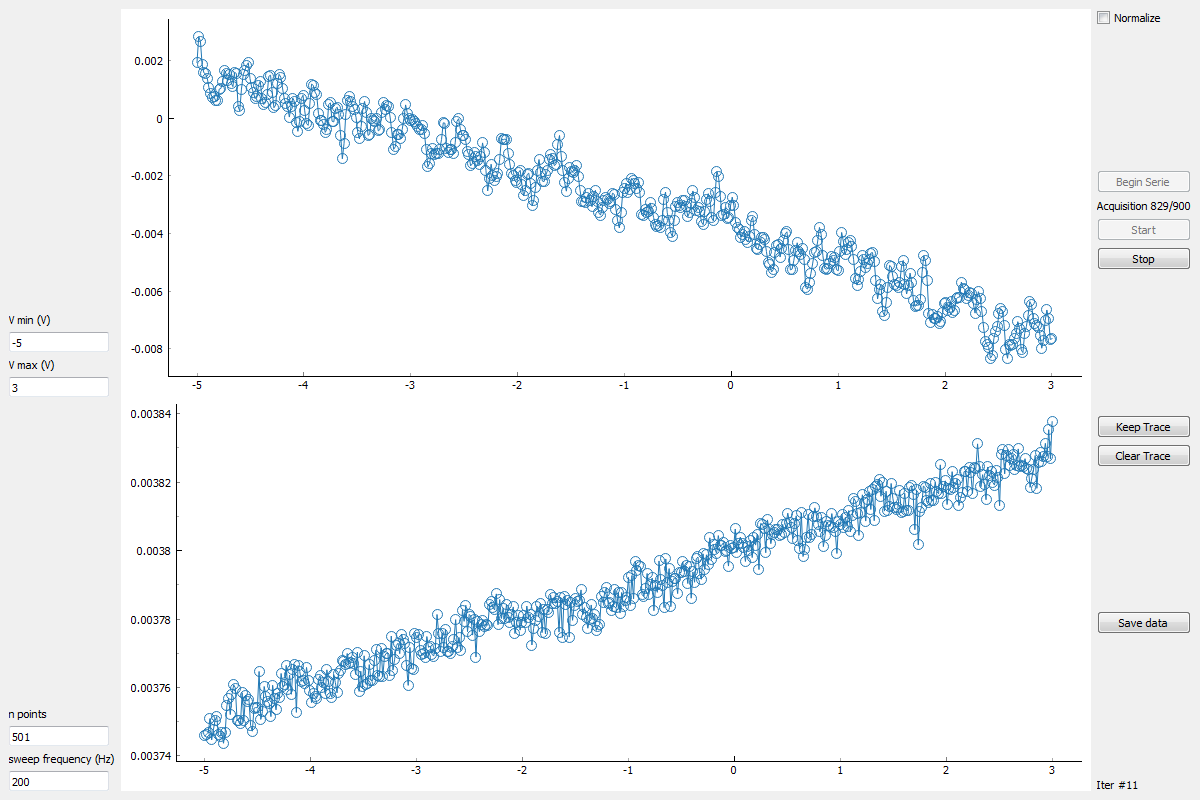 Normalize
0.002
0
-0.002
-0.004
-0.006
-0.008
-5 -4 -3 -2 -1 0 1 2 3
Begin Serie
Acquisition 829/900
Start
Stop
V min (V)
-5
V max (V)
3
0.00384
0.00382
0.0038
0.00378
0.00376
0.00374
-5 -4 -3 -2 -1 0 1 2 3
Keep Trace
Clear Trace
Save data
n points
501
sweep frequency (Hz)
200
Iter #11